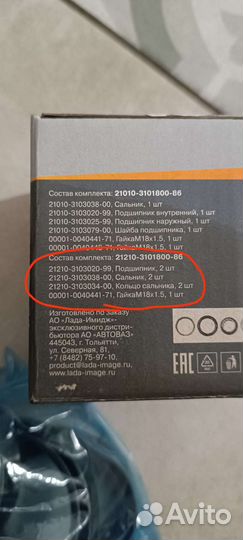 Состав комплекта: 21010-3101800-86
21010-3103038-00, Сальник, 1 шт
21010-3103020-99, Подшипник внутренний, 1 шт
21010-3103025-99, Подшипник наружный, 1 шт
21010-3103079-00, Шайба подшипника, 1 шт
00001-0040441-71, ГайкаМ18х1.5, 1 шт
Состав комплекта: 21210-3101800-86
21210-3103020-99, Подшипник, 2 шт
21210-3103038-00, Сальник, 2 шт
21210-3103034-00, Кольцо сальника, 2 шт
00001-0040441-71, ГайкаМ18х1.5, 1 шт
Изготовлено по заказу
АО «Лада-Имидж»-
эксклюзивного дистри-
бьютора АО «АВТОВАЗ»
445043, г. Тольятти,
ул. Северная, 81
+7 (8482) 75-97-10,
www.lada-image.ru
EAC
Avito